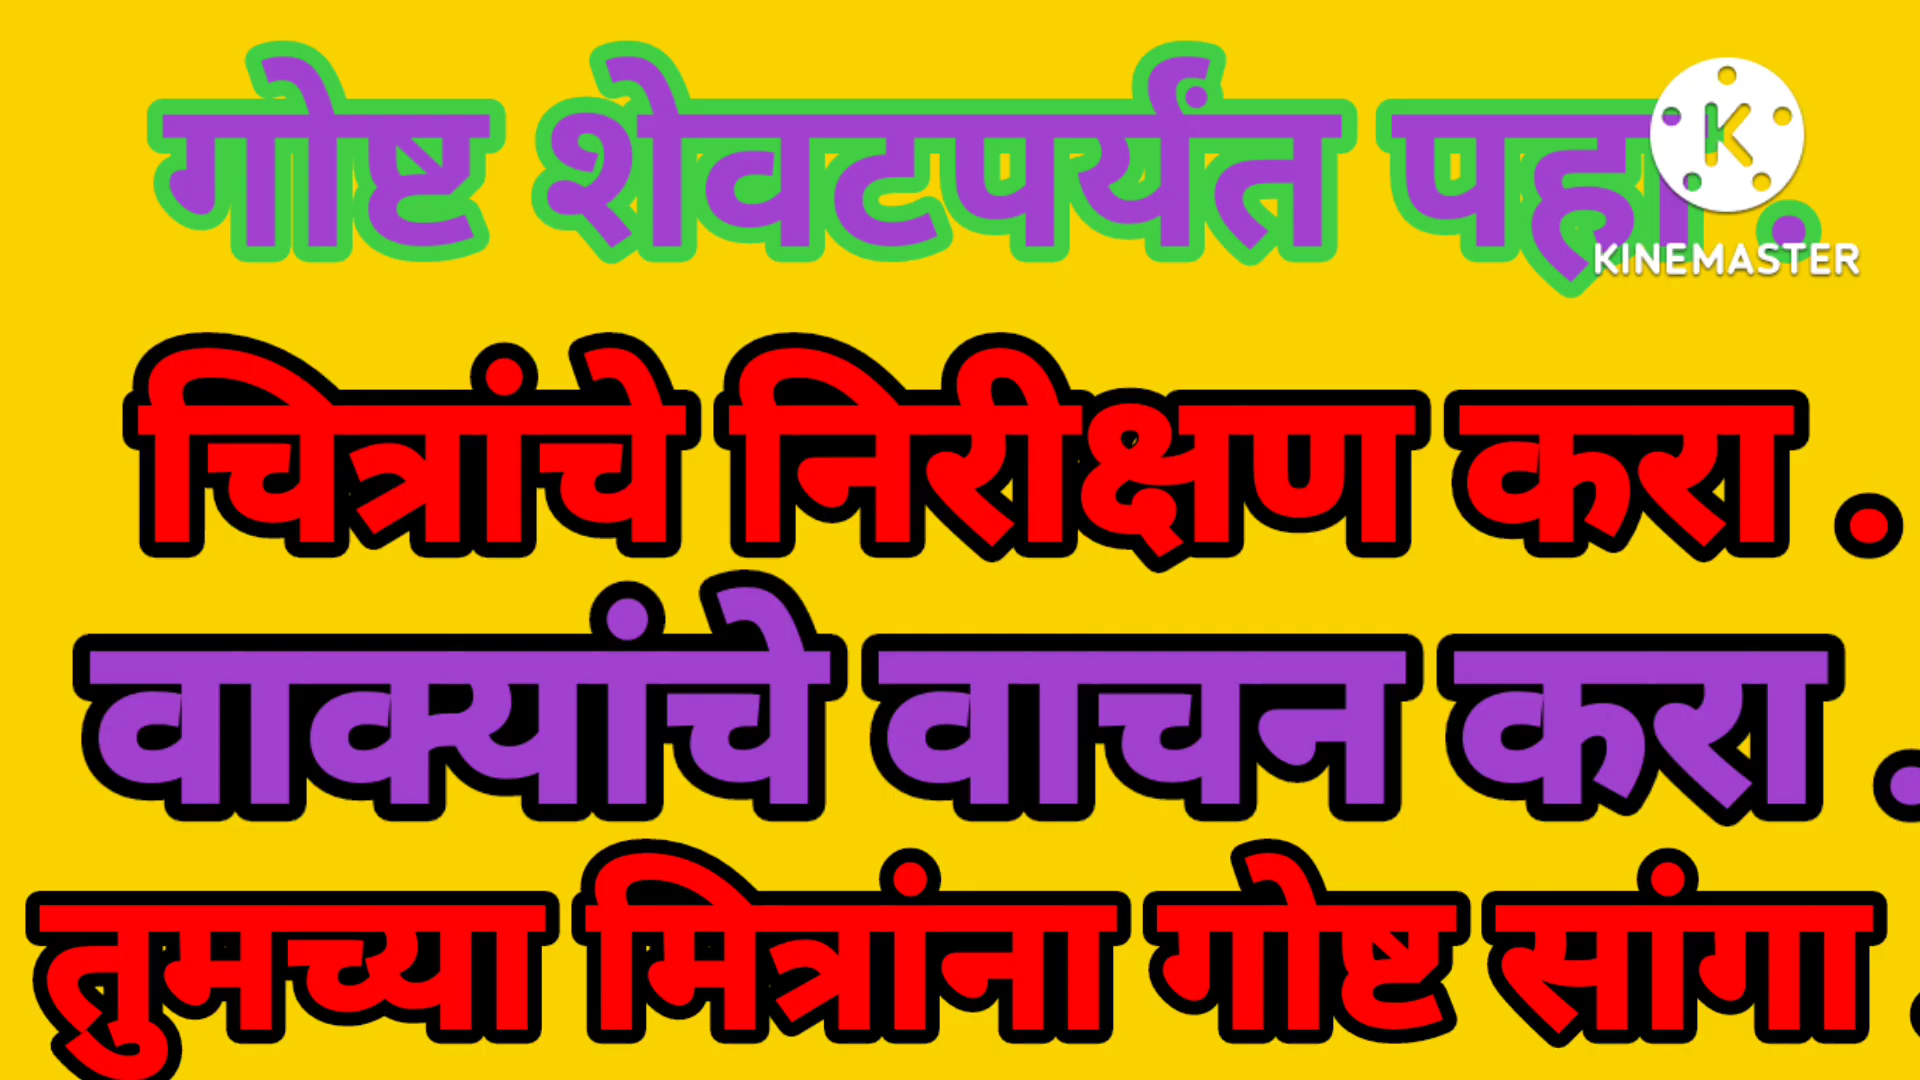 गोष्ट शेवटपर्यंत पहा .
KINEMASTER
चित्रांचे निरीक्षण करा .
वाक्यांचे वाचन करा .
तुमच्या मित्रांना गोष्ट सांगा .